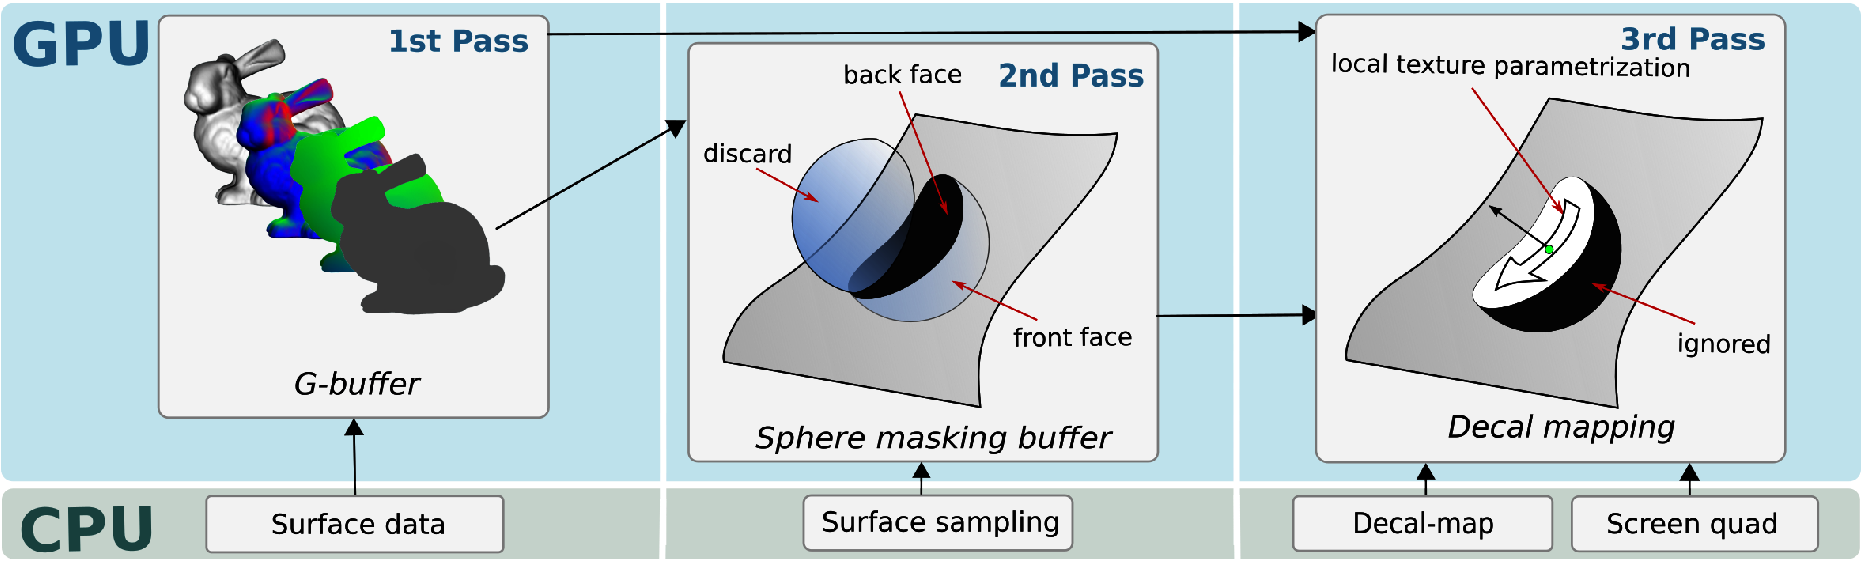 GPU
1st Pass
G-buffer
2nd Pass
back face
discard
front face
Sphere masking buffer
3rd Pass
local texture parametrization
ignored
Decal mapping
CPU
Surface data
Surface sampling
Decal-map
Screen quad